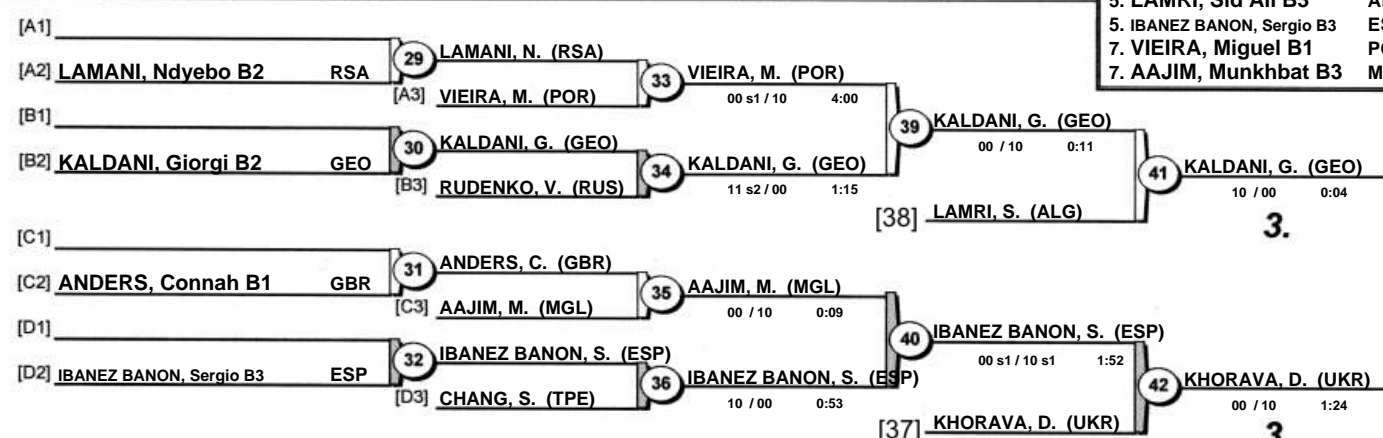 5. LAMRI, Sid Ali B3
5. IBANEZ BANON, Sergio B3 ES
7. VIEIRA, Miguel B1 PO
7. AAJIM, Munkhbat B3 M
[A1]
[A2] LAMANI, Ndyebo B2 RSA
29
LAMANI, N. (RSA)
[A3] VIEIRA, M. (POR)
33
VIEIRA, M. (POR)
00 s1 / 10 4:00
[B1]
[B2] KALDANI, Giorgi B2 GEO
30
KALDANI, G. (GEO)
[B3] RUDENKO, V. (RUS)
34
KALDANI, G. (GEO)
11 s2 / 00 1:15
39
KALDANI, G. (GEO)
00 / 10 0:11
[38] LAMRI, S. (ALG)
41
KALDANI, G. (GEO)
10 / 00 0:04
3.
[C1]
[C2] ANDERS, Connah B1 GBR
31
ANDERS, C. (GBR)
[C3] AAJIM, M. (MGL)
35
AAJIM, M. (MGL)
00 / 10 0:09
[D1]
[D2] IBANEZ BANON, Sergio B3 ESP
32
IBANEZ BANON, S. (ESP)
[D3] CHANG, S. (TPE)
36
IBANEZ BANON, S. (ESP)
10 / 00 0:53
40
IBANEZ BANON, S. (ESP)
00 s1 / 10 s1 1:52
[37] KHORAVA, D. (UKR)
42
KHORAVA, D. (UKR)
00 / 10 1:24
3